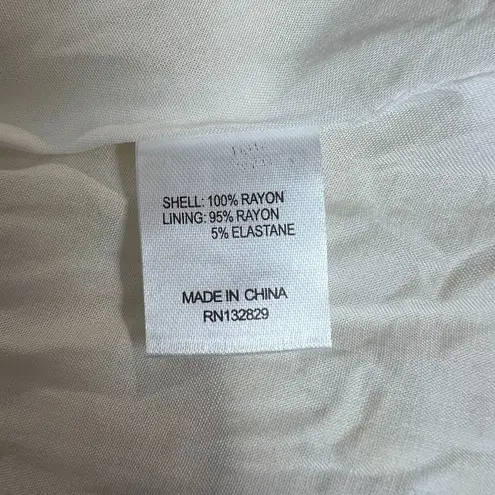 SHELL: 100% RAYON
LINING: 95% RAYON
5% ELASTANE
MADE IN CHINA
RN132829